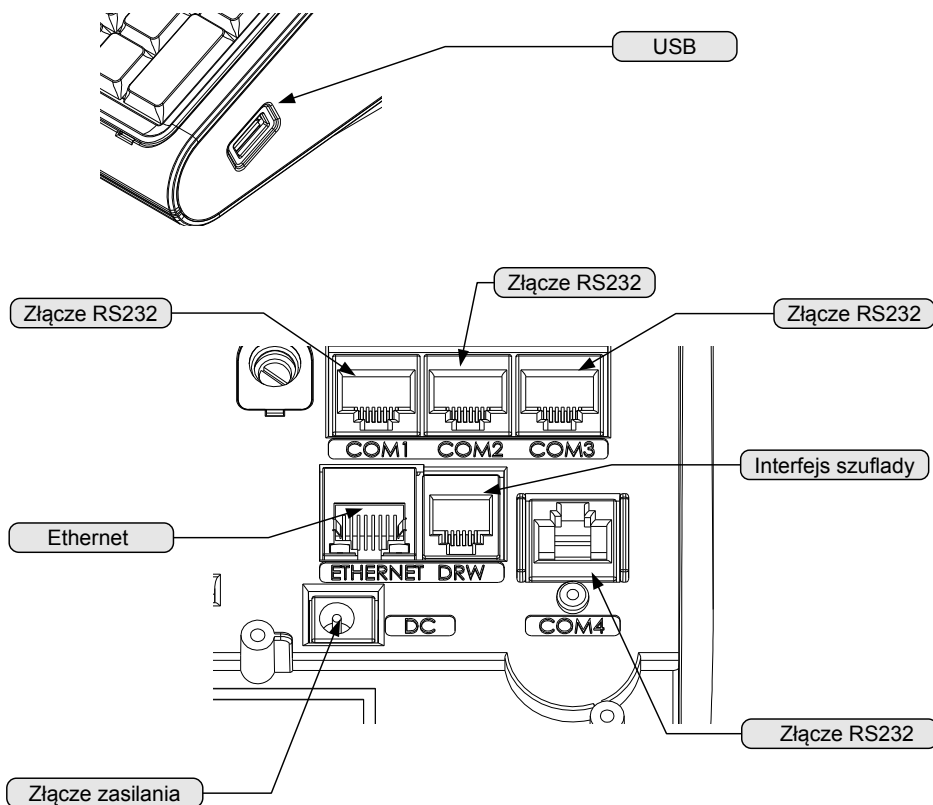 USB
Złącze RS232
Złącze RS232
Złącze RS232
COM1 COM2 COM3
Interfejs szuflady
Ethernet
ETHERNET DRW
DC
COM4
Złącze RS232
Złącze zasilania